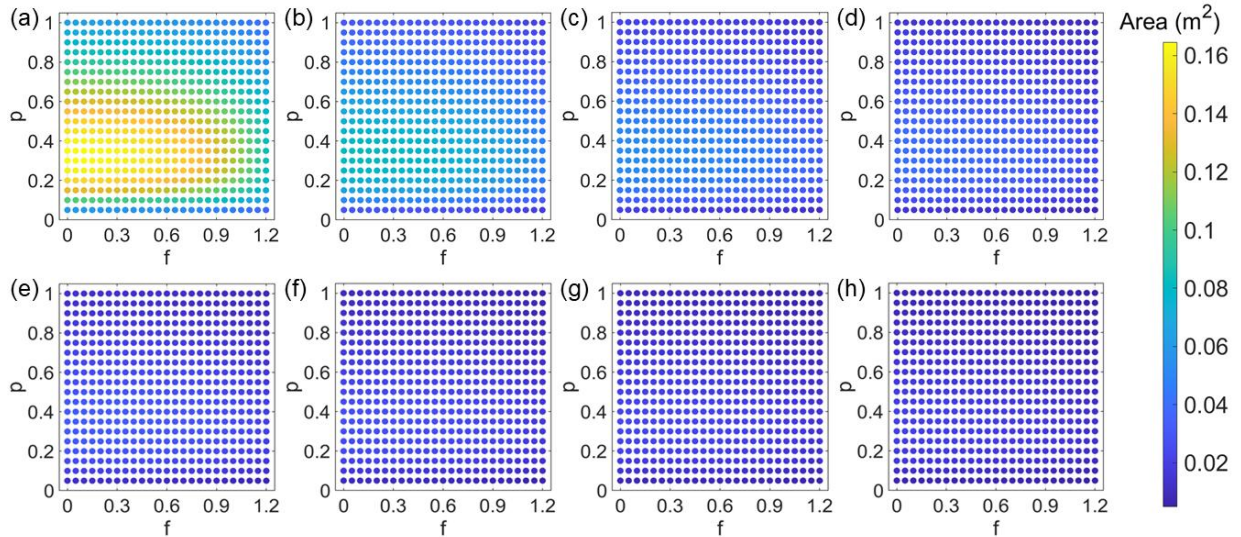 (a) (b) (c) (d) Area (m²)
1 1 1 1 0.16
0.8 0.8 0.8 0.8 0.14
p 0.6 p 0.6 p 0.6 p 0.6 0.12
0.4 0.4 0.4 0.4 0.1
0.2 0.2 0.2 0.2
0 0 0 0
0 0.3 0.6 0.9 1.2 0 0.3 0.6 0.9 1.2 0 0.3 0.6 0.9 1.2 0 0.3 0.6 0.9 1.2
f f f f 0.08
(e) (f) (g) (h)
1 1 1 1
0.8 0.8 0.8 0.8 0.06
p 0.6 p 0.6 p 0.6 p 0.6
0.4 0.4 0.4 0.4 0.04
0.2 0.2 0.2 0.2 0.02
0 0 0 0
0 0.3 0.6 0.9 1.2 0 0.3 0.6 0.9 1.2 0 0.3 0.6 0.9 1.2 0 0.3 0.6 0.9 1.2
f f f f